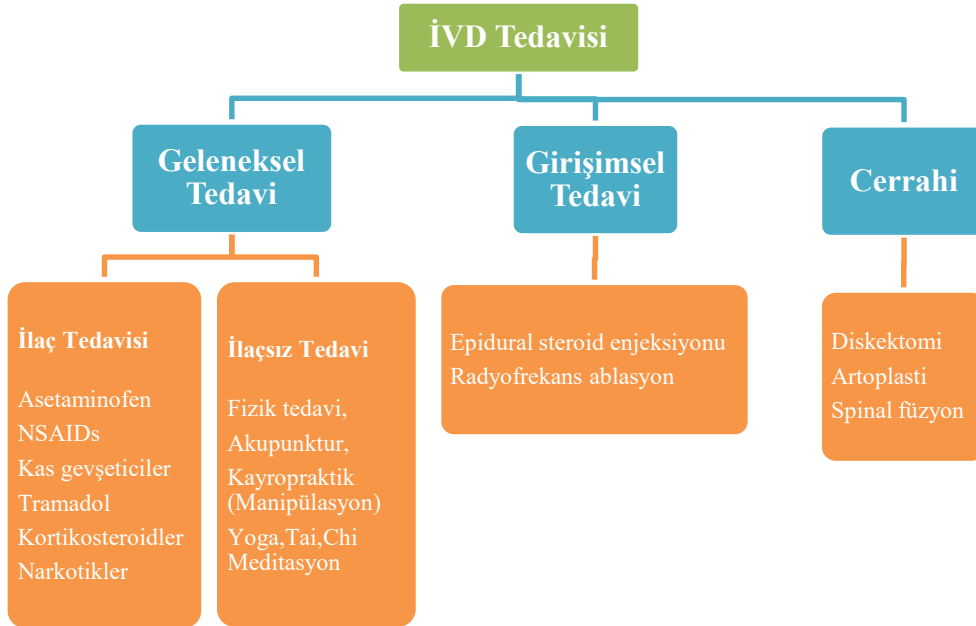 İVD Tedavisi
Geleneksel
Tedavi
Girişimsel
Tedavi
Cerrahi
İlaç Tedavisi
Asetaminofen
NSAIDs
Kas gevşeticiler
Tramadol
Kortikosteroidler
Narkotikler
İlaçsız Tedavi
Fizik tedavi,
Akupunktur,
Kayropraktik
(Manipülasyon)
Yoga,Tai,Chi
Meditasyon
Epidural steroid enjeksiyonu
Radyofrekans ablasyon
Diskektomi
Artoplasti
Spinal füzyon